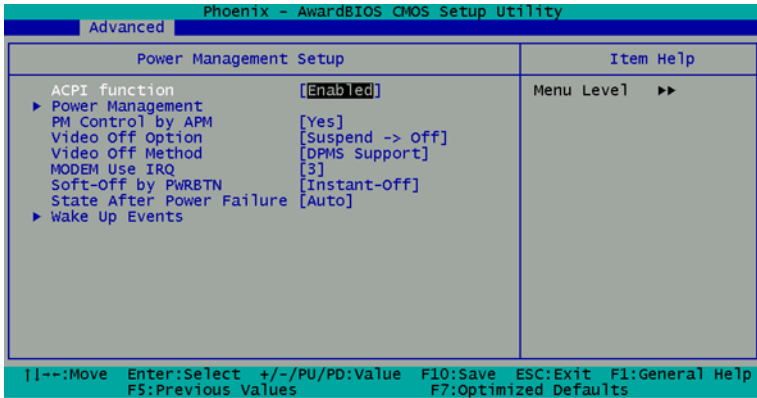 Phoenix - AwardBIOS CMOS Setup Utility
Advanced
Power Management Setup
Item Help
ACPI function [Enabled]
Menu Level ▶▶
▶ Power Management
PM Control by APM [Yes]
Video Off Option [Suspend -> Off]
Video Off Method [DPMS Support]
MODEM Use IRQ [3]
Soft-Off by PWRBTN [Instant-Off]
State After Power Failure [Auto]
▶ Wake Up Events
↑↓→←:Move Enter:Select +/-/PU/PD:Value F10:Save ESC:Exit F1:General Help
F5:Previous Values F7:Optimized Defaults